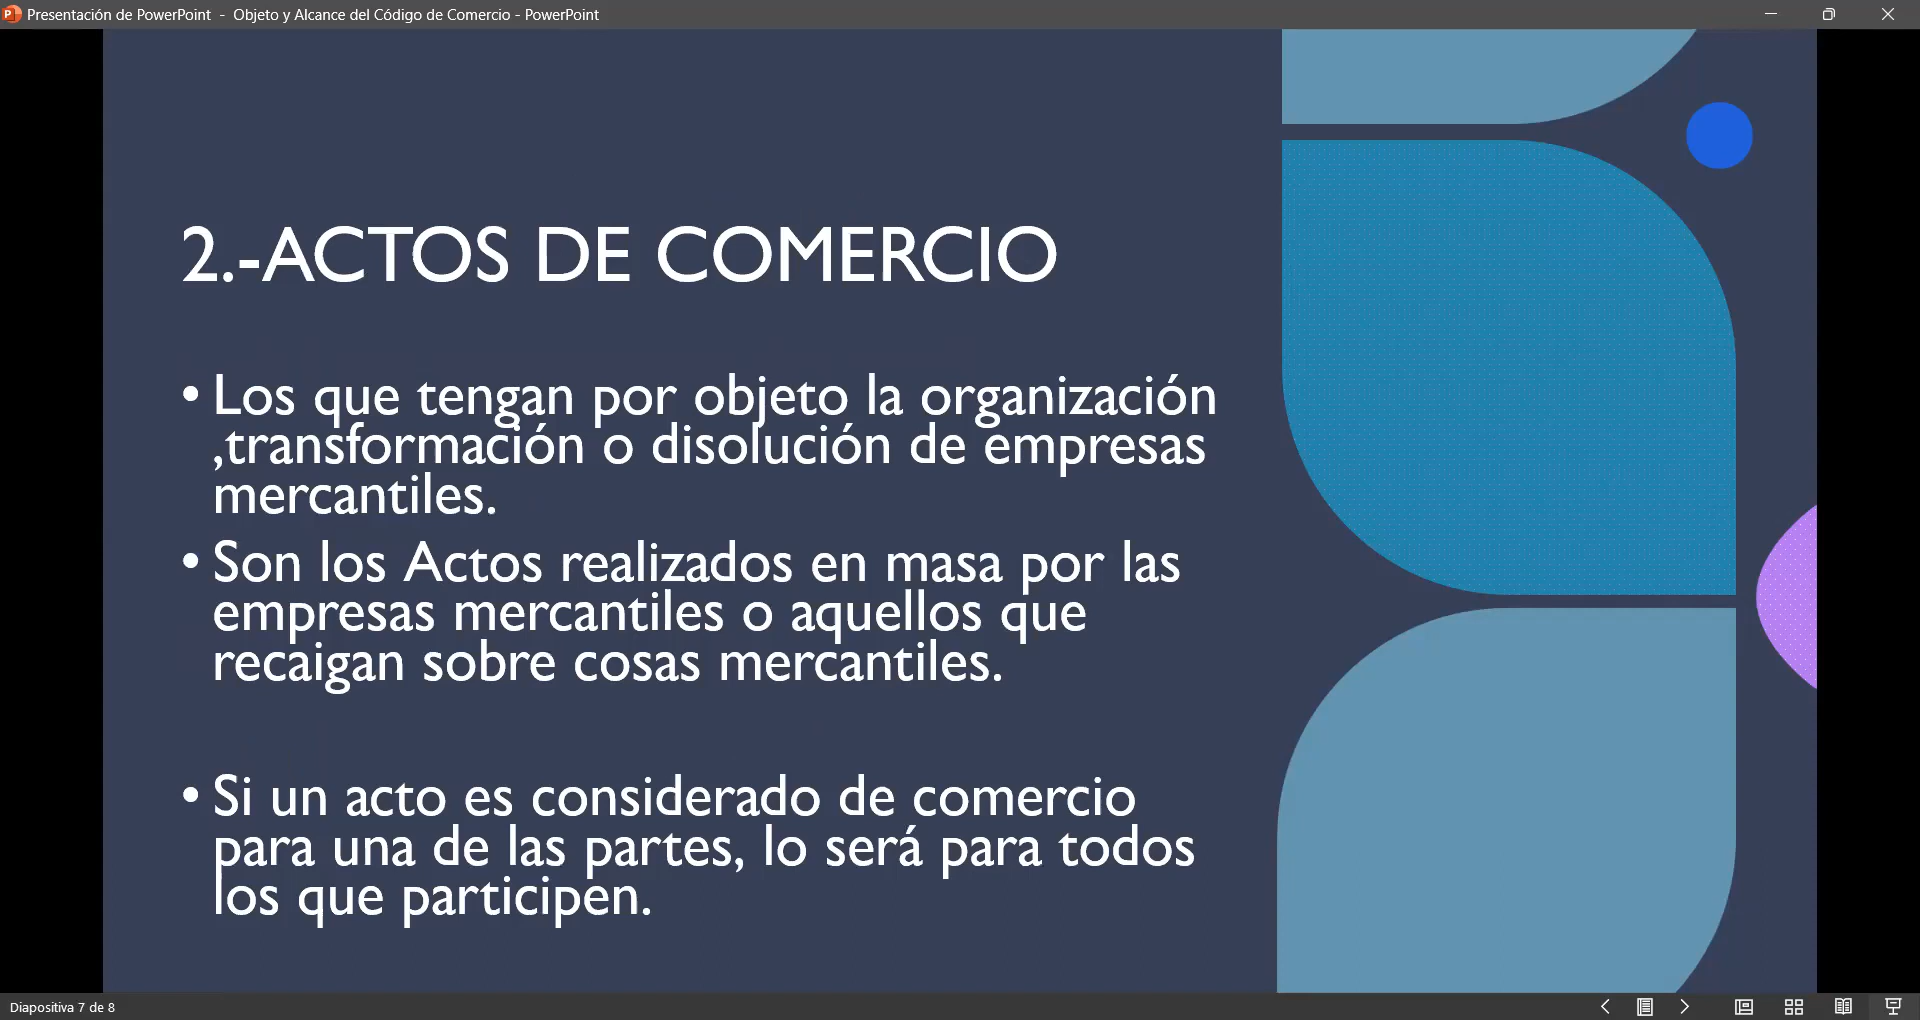 Presentación de PowerPoint - Objeto y Alcance del Código de Comercio - PowerPoint
2.-ACTOS DE COMERCIO
• Los que tengan por objeto la organización
,transformación o disolución de empresas
mercantiles.
• Son los Actos realizados en masa por las
empresas mercantiles o aquellos que
recaigan sobre cosas mercantiles.
• Si un acto es considerado de comercio
para una de las partes, lo será para todos
los que participen.
Diapositiva 7 de 8